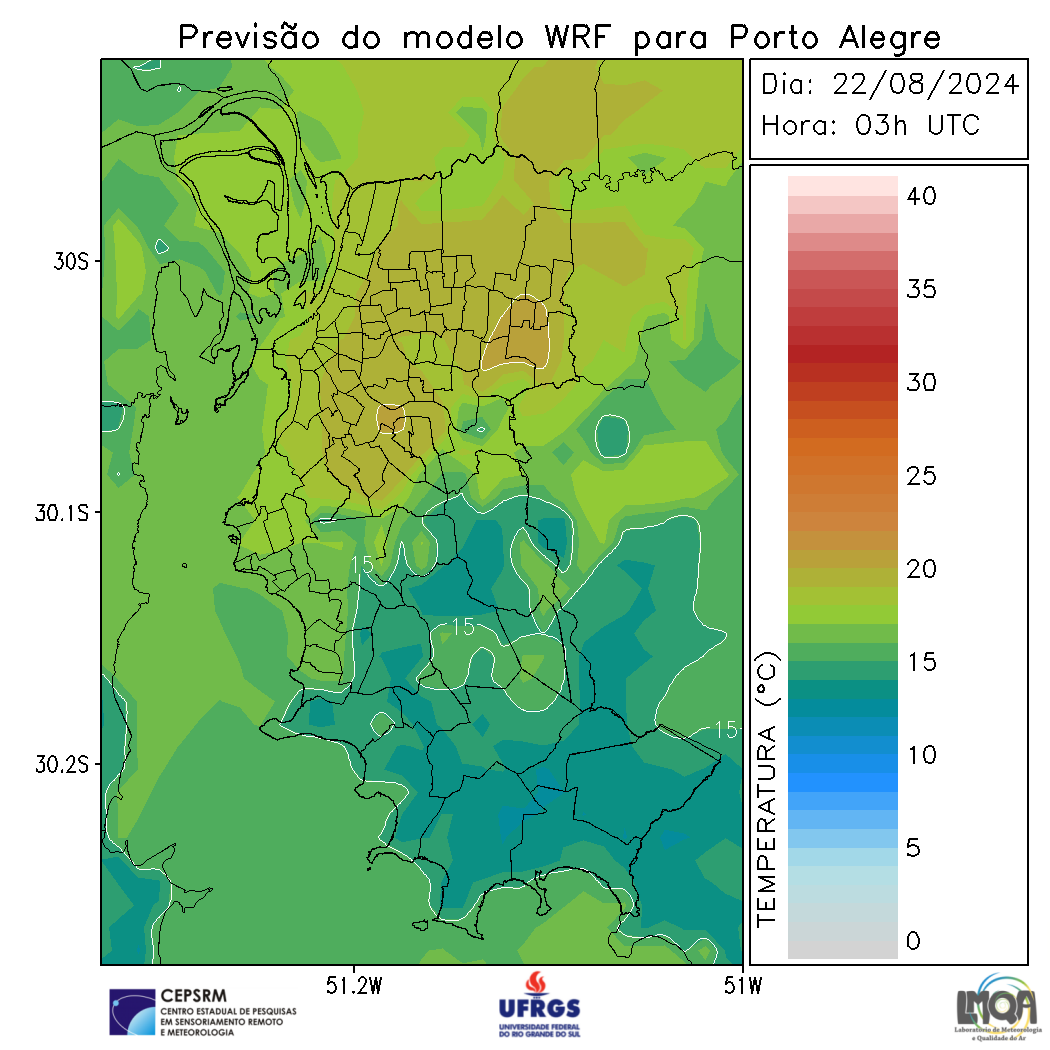 Previsão do modelo WRF para Porto Alegre
Dia: 22/08/2024
Hora: 03h UTC
40
35
30
25
20
15
10
5
0
TEMPERATURA (°C)
30S
30.1S
30.2S
51.2W
51W
15
15
15
CEPSRM
CENTRO ESTADUAL DE PESQUISAS
EM SENSORIAMENTO REMOTO
E METEOROLOGIA
UFRGS
UNIVERSIDADE FEDERAL
DO RIO GRANDE DO SUL
LMQA
Laboratório de Meteorologia
e Qualidade do Ar